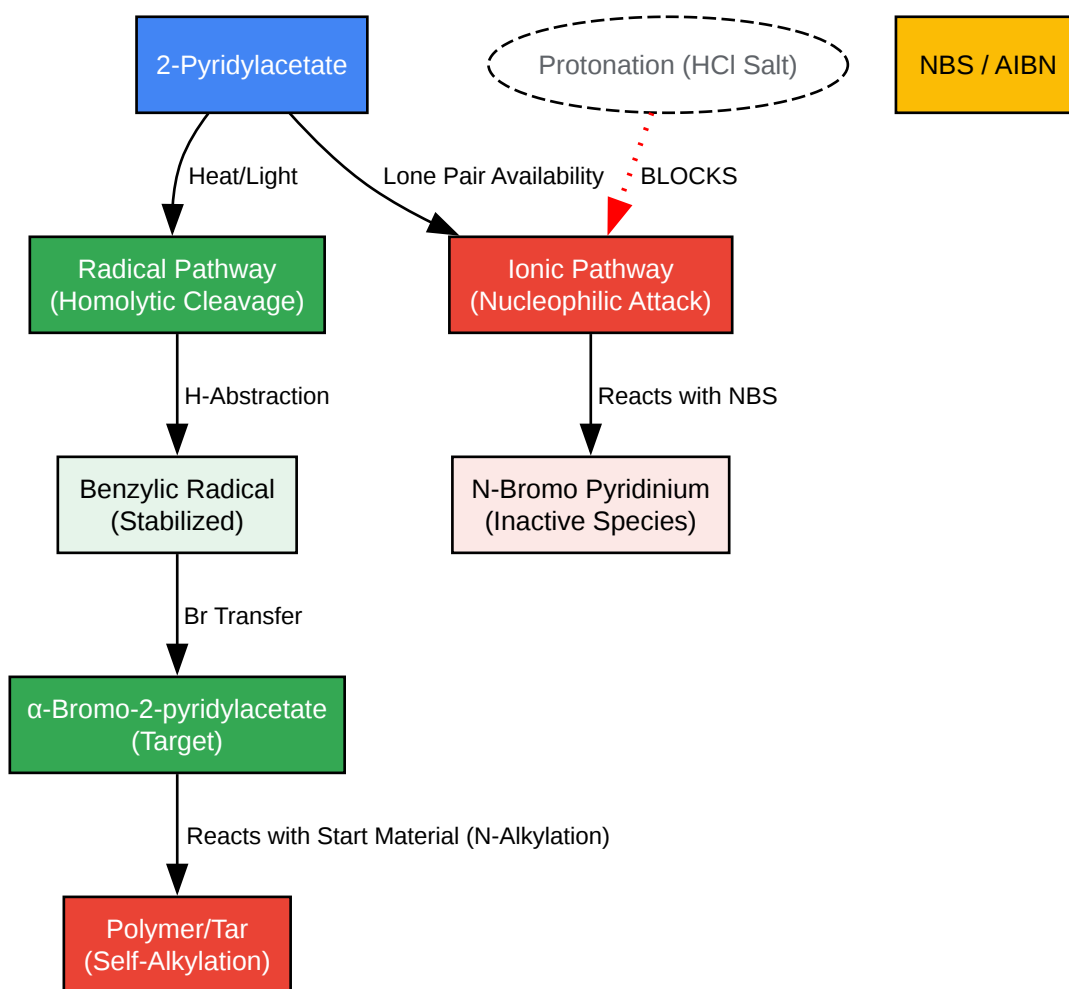 2-Pyridylacetate
Protonation (HCl Salt)
NBS / AIBN
Heat/Light
Lone Pair Availability
BLOCKS
Radical Pathway
(Homolytic Cleavage)
Ionic Pathway
(Nucleophilic Attack)
H-Abstraction
Reacts with NBS
Benzylic Radical
(Stabilized)
N-Bromo Pyridinium
(Inactive Species)
Br Transfer
α-Bromo-2-pyridylacetate
(Target)
Reacts with Start Material (N-Alkylation)
Polymer/Tar
(Self-Alkylation)